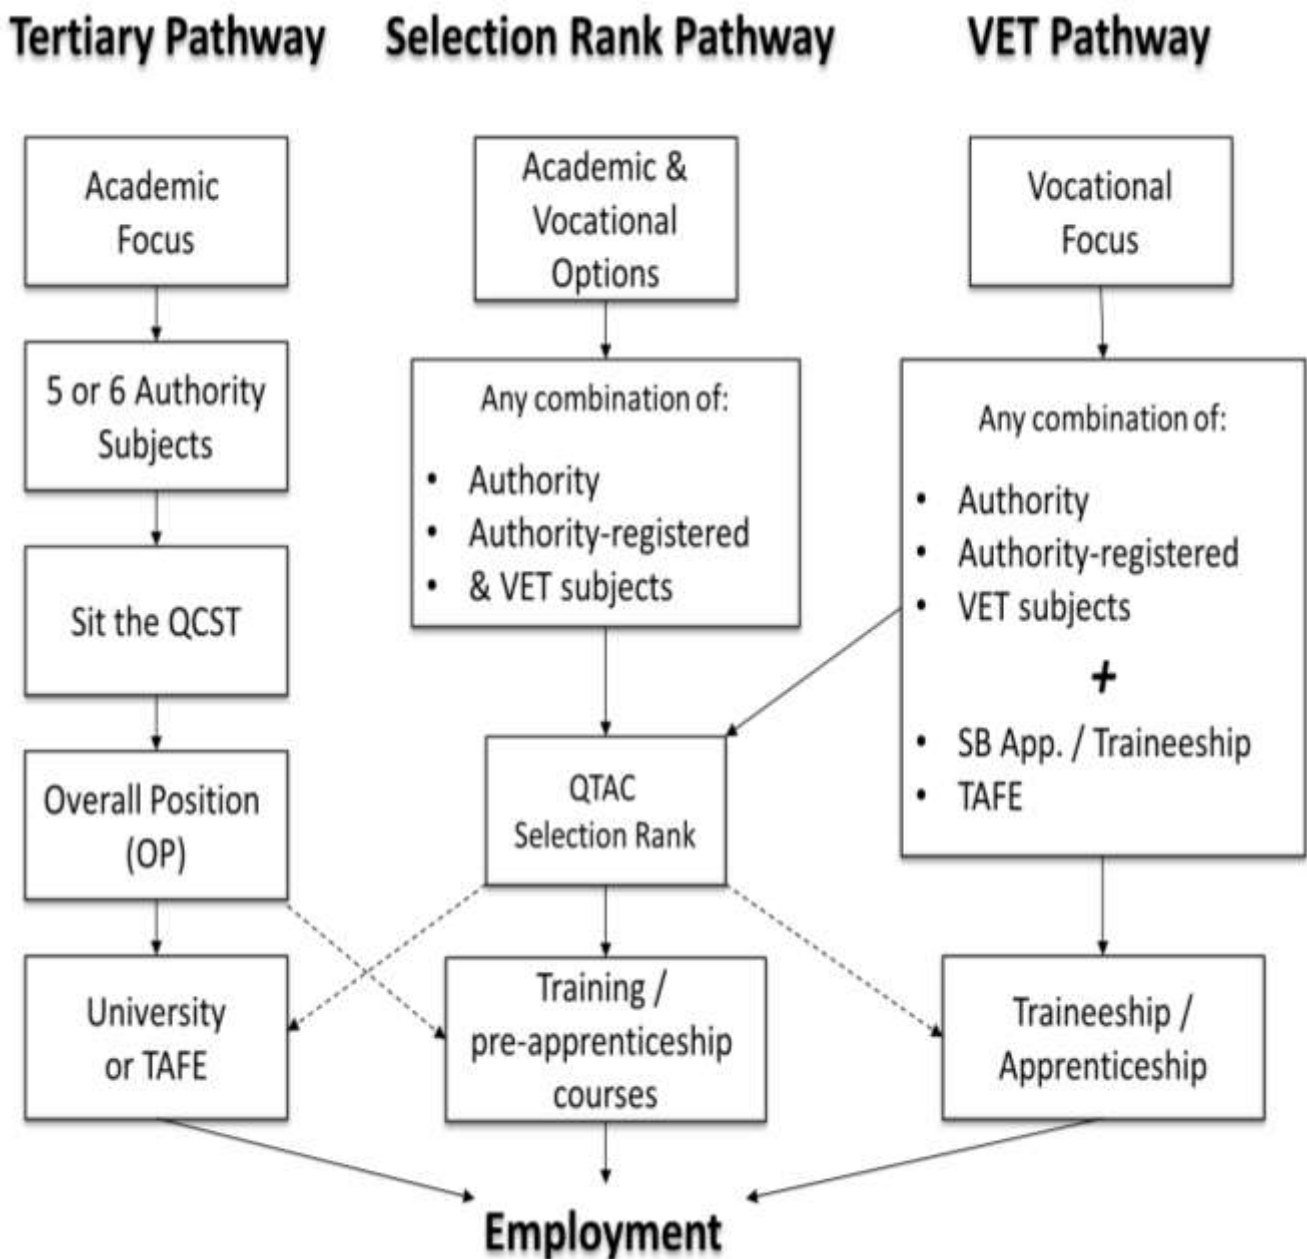 Tertiary Pathway
Selection Rank Pathway
VET Pathway
Academic
Focus
5 or 6 Authority
Subjects
Sit the QCST
Overall Position
(OP)
University
or TAFE
Academic &
Vocational
Options
Any combination of:
• Authority
• Authority-registered
• & VET subjects
QTAC
Selection Rank
Training /
pre-apprenticeship
courses
Vocational
Focus
Any combination of:
• Authority
• Authority-registered
• VET subjects
+
• SB App. / Traineeship
• TAFE
Traineeship /
Apprenticeship
Employment